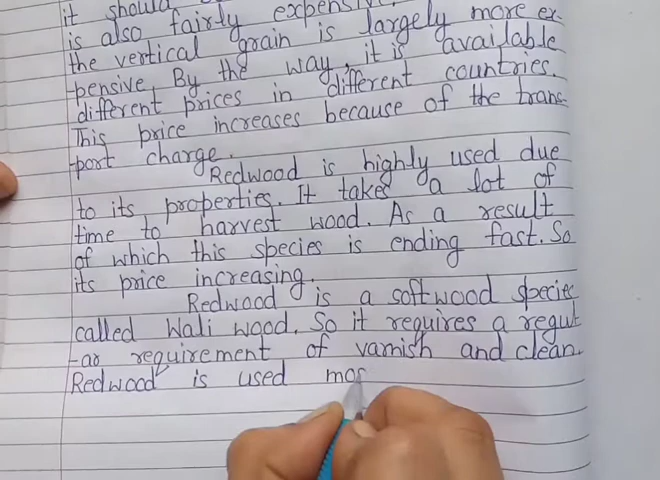 it should
is also fairly expensive
the vertical grain is largely more ex-
pensive. By the way, it is available
different prices in different countries.
This price increases because of the trans-
-port charge.
Redwood is highly used due
to its properties. It takes a lot of
time to harvest wood. As a result
of which this species is ending fast. So
its price increasing.
Redwood is a softwood species
called Wali wood. So it requires a regul
-ar requirement of varnish and clean.
Redwood is used mos